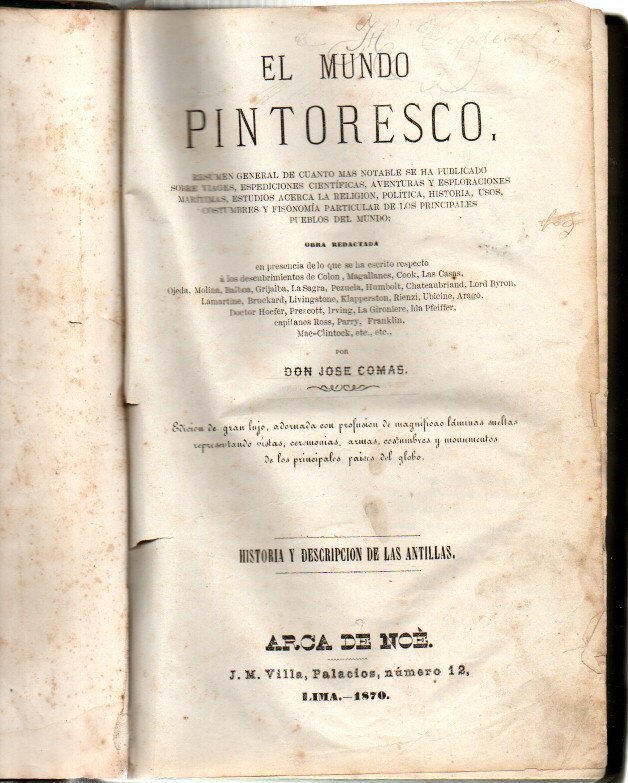 EL MUNDO
PINTORESCO,
RESÚMEN GENERAL DE CUANTO MAS NOTABLE SE HA PUBLICADO
SOBRE VIAGES, ESPEDICIONES CIENTÍFICAS, AVENTURAS Y ESPLORACIONES
MARÍTIMAS, ESTUDIOS ACERCA LA RELIGION, POLÍTICA, HISTORIA, USOS,
COSTUMBRES Y FISONOMÍA PARTICULAR DE LOS PRINCIPALES
PUEBLOS DEL MUNDO;
OBRA REDACTADA
en presencia de lo que se ha escrito respecto
á los descubrimientos de Colon, Magallanes, Cook, Las Casas,
Ojeda, Molina, Balboa, Grijalba, La Sagra, Pezuela, Humbolt, Chateaubriand, Lord Byron,
Lamartine, Bruckard, Livingstone, Klapperston, Rienzi, Ubicine, Arago,
Doctor Hoefer, Prescott, Irving, La Gironiere, Ida Pfeiffer,
capitanes Ross, Parry, Franklin,
Mac-Clintock, etc., etc.,
POR
DON JOSE COMAS.
Edicion de gran lujo, adornada con profusion de magnificas láminas sueltas
representando vistas, ceremonias, armas, costumbres y monumentos
de los principales paises del globo.
HISTORIA Y DESCRIPCION DE LAS ANTILLAS.
ARCA DE NOÈ.
J. M. Villa, Palacios, número 12,
LIMA.—1870.